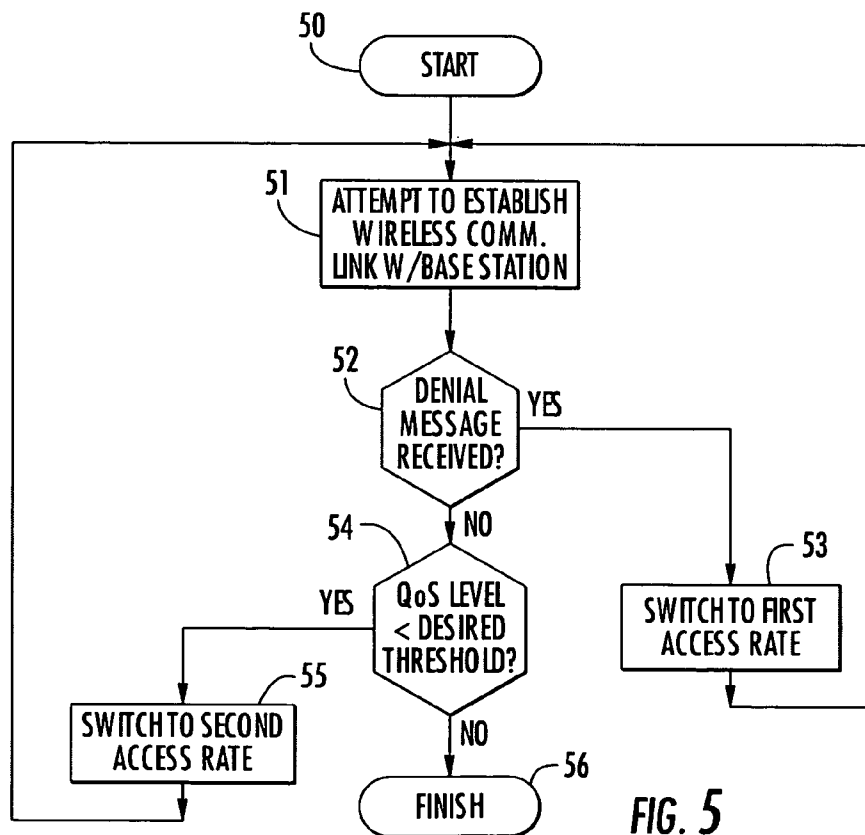 50
START
51
ATTEMPT TO ESTABLISH
WIRELESS COMM.
LINK W/BASE STATION
52
DENIAL
MESSAGE
RECEIVED?
YES
NO
54
YES
QoS LEVEL
< DESIRED
THRESHOLD?
53
SWITCH TO FIRST
ACCESS RATE
55
SWITCH TO SECOND
ACCESS RATE
NO
56
FINISH
FIG. 5